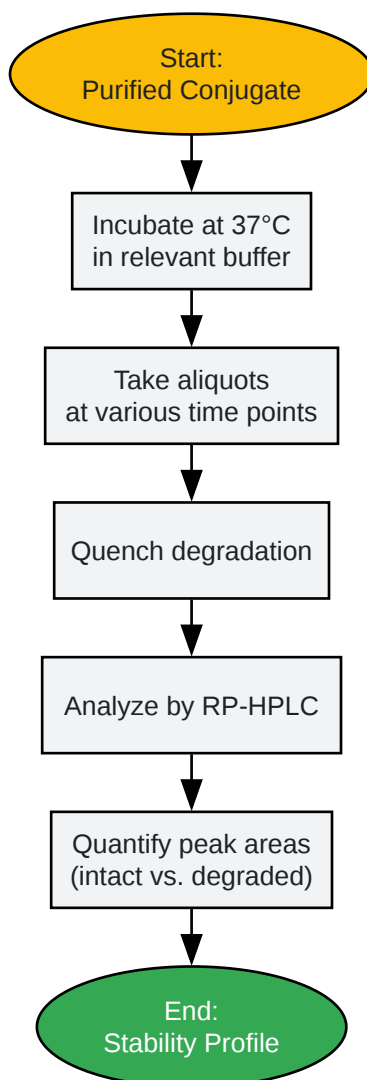 Start:
Purified Conjugate
Incubate at 37°C
in relevant buffer
Take aliquots
at various time points
Quench degradation
Analyze by RP-HPLC
Quantify peak areas
(intact vs. degraded)
End:
Stability Profile